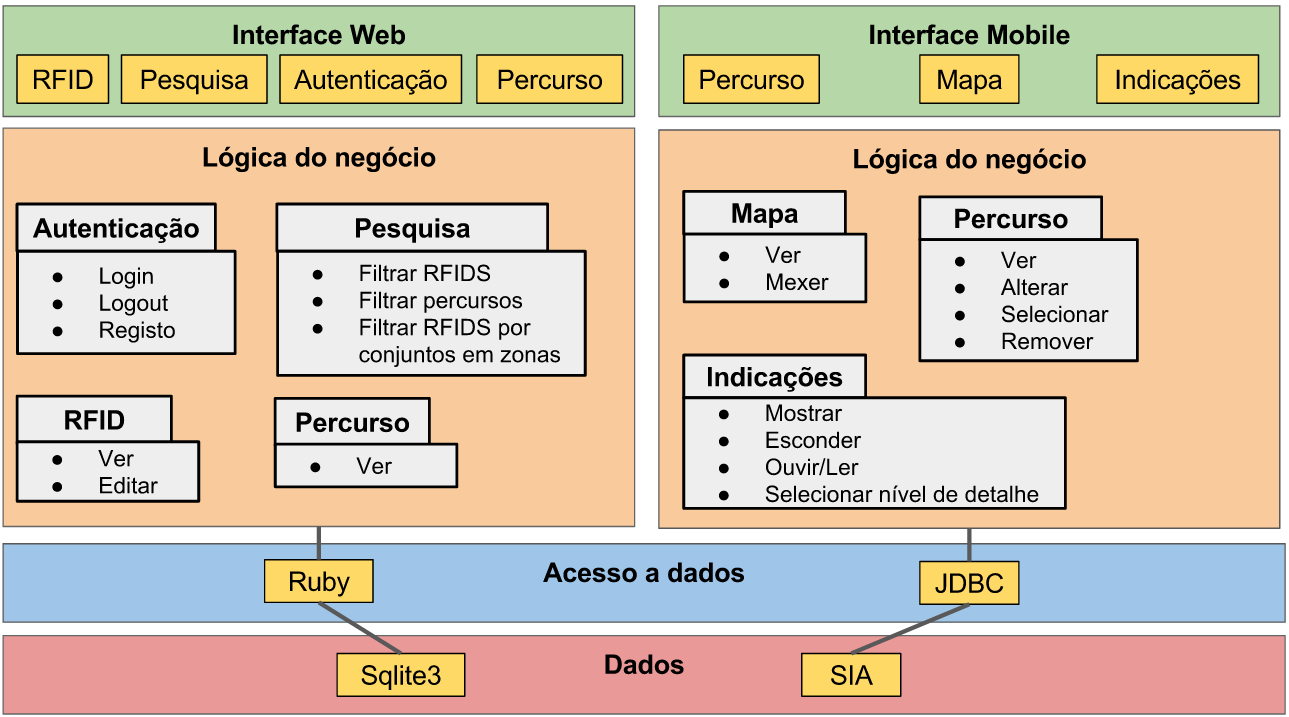 Interface Web
RFID
Pesquisa
Autenticação
Percurso
Interface Mobile
Percurso
Mapa
Indicações
Lógica do negócio
Autenticação
● Login
● Logout
● Registo
Pesquisa
● Filtrar RFIDS
● Filtrar percursos
● Filtrar RFIDS por
conjuntos em zonas
RFID
● Ver
● Editar
Percurso
● Ver
Lógica do negócio
Mapa
● Ver
● Mexer
Percurso
● Ver
● Alterar
● Selecionar
● Remover
Indicações
● Mostrar
● Esconder
● Ouvir/Ler
● Selecionar nível de detalhe
Acesso a dados
Ruby
JDBC
Dados
Sqlite3
SIA